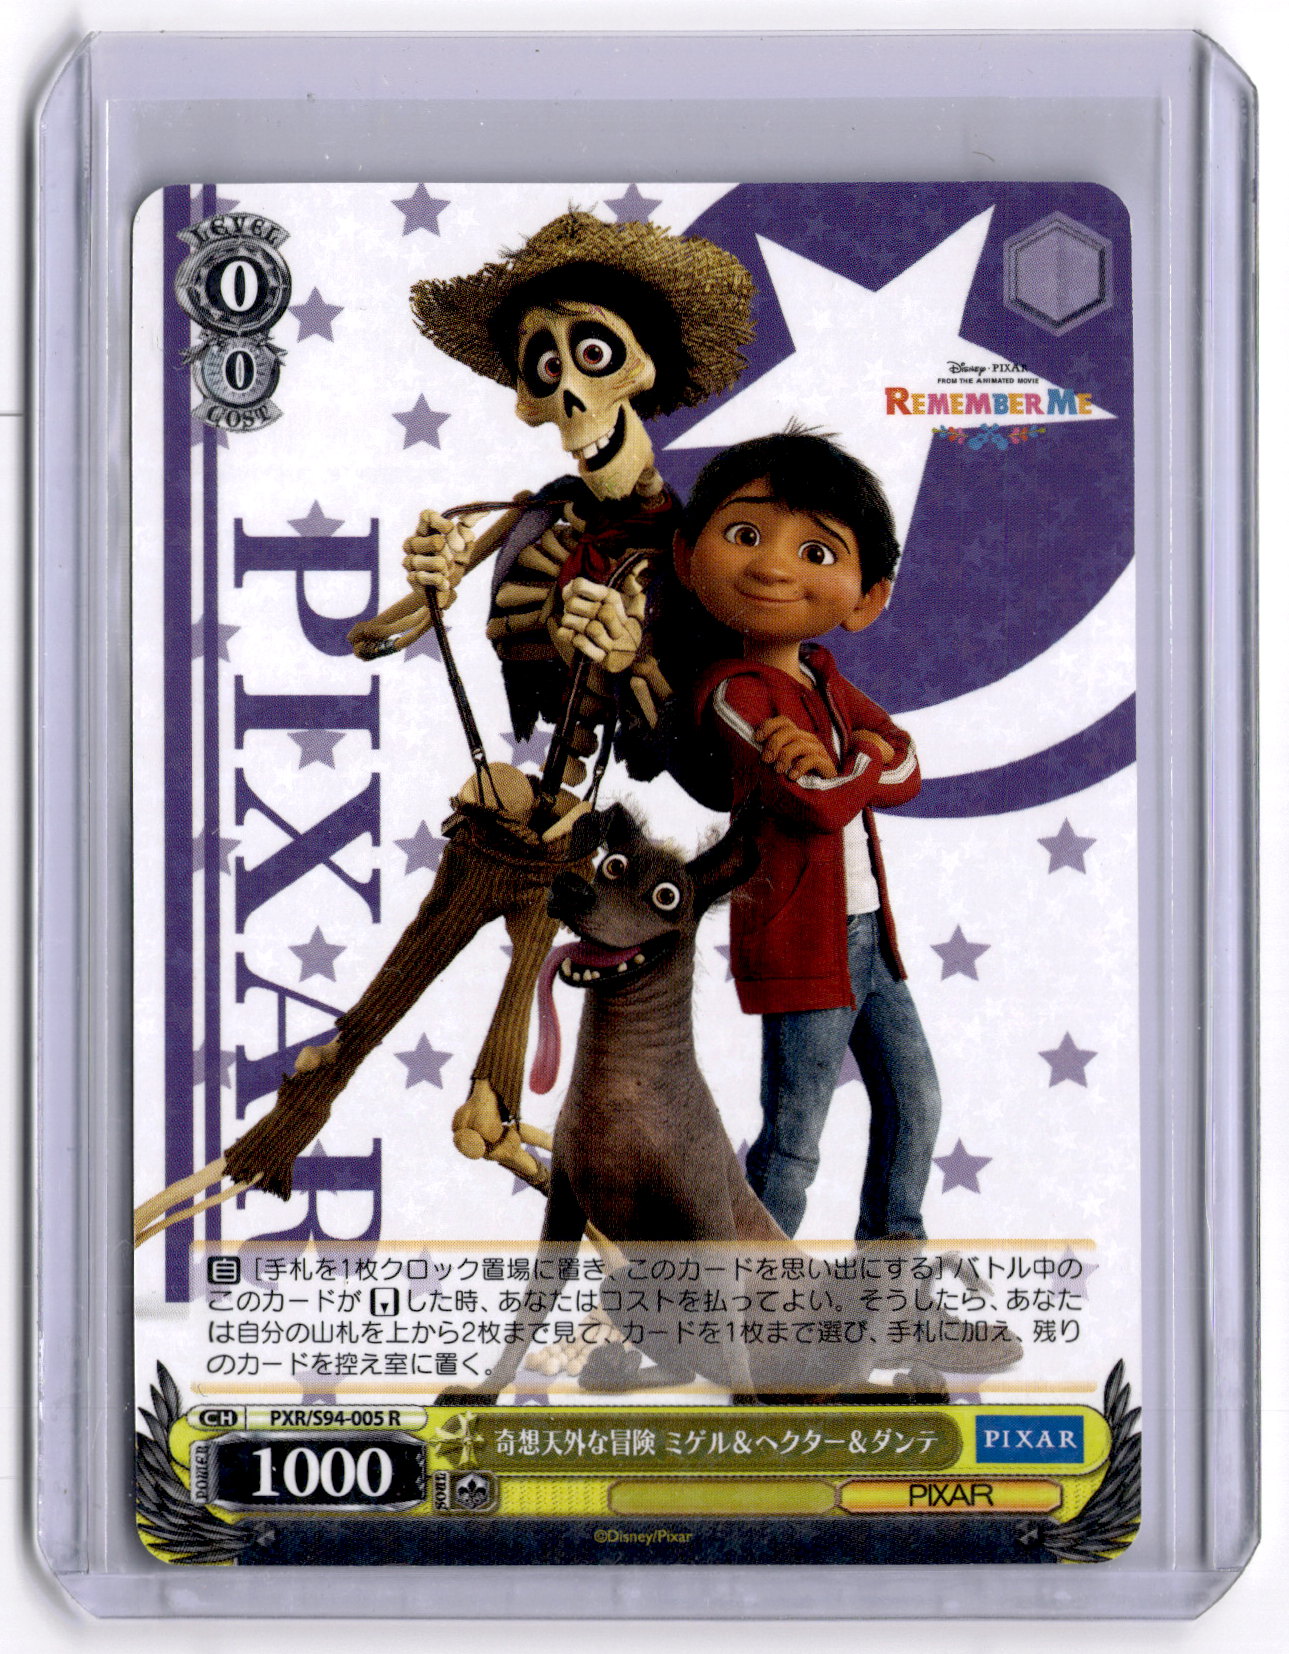 LEVEL
0
0
COST
Disney·PIXAR
FROM THE ANIMATED MOVIE
REMEMBER ME
PIXAR
自 [手札を1枚クロック置場に置き、このカードを思い出にする] バトル中の
このカードが した時、あなたはコストを払ってよい。そうしたら、あなた
は自分の山札を上から2枚まで見て、カードを1枚まで選び、手札に加え、残り
のカードを控え室に置く。
CH PXR/S94-005 R
奇想天外な冒険 ミゲル&ヘクター&ダンテ
PIXAR
POWER
1000
SOUL
PIXAR
©Disney/Pixar